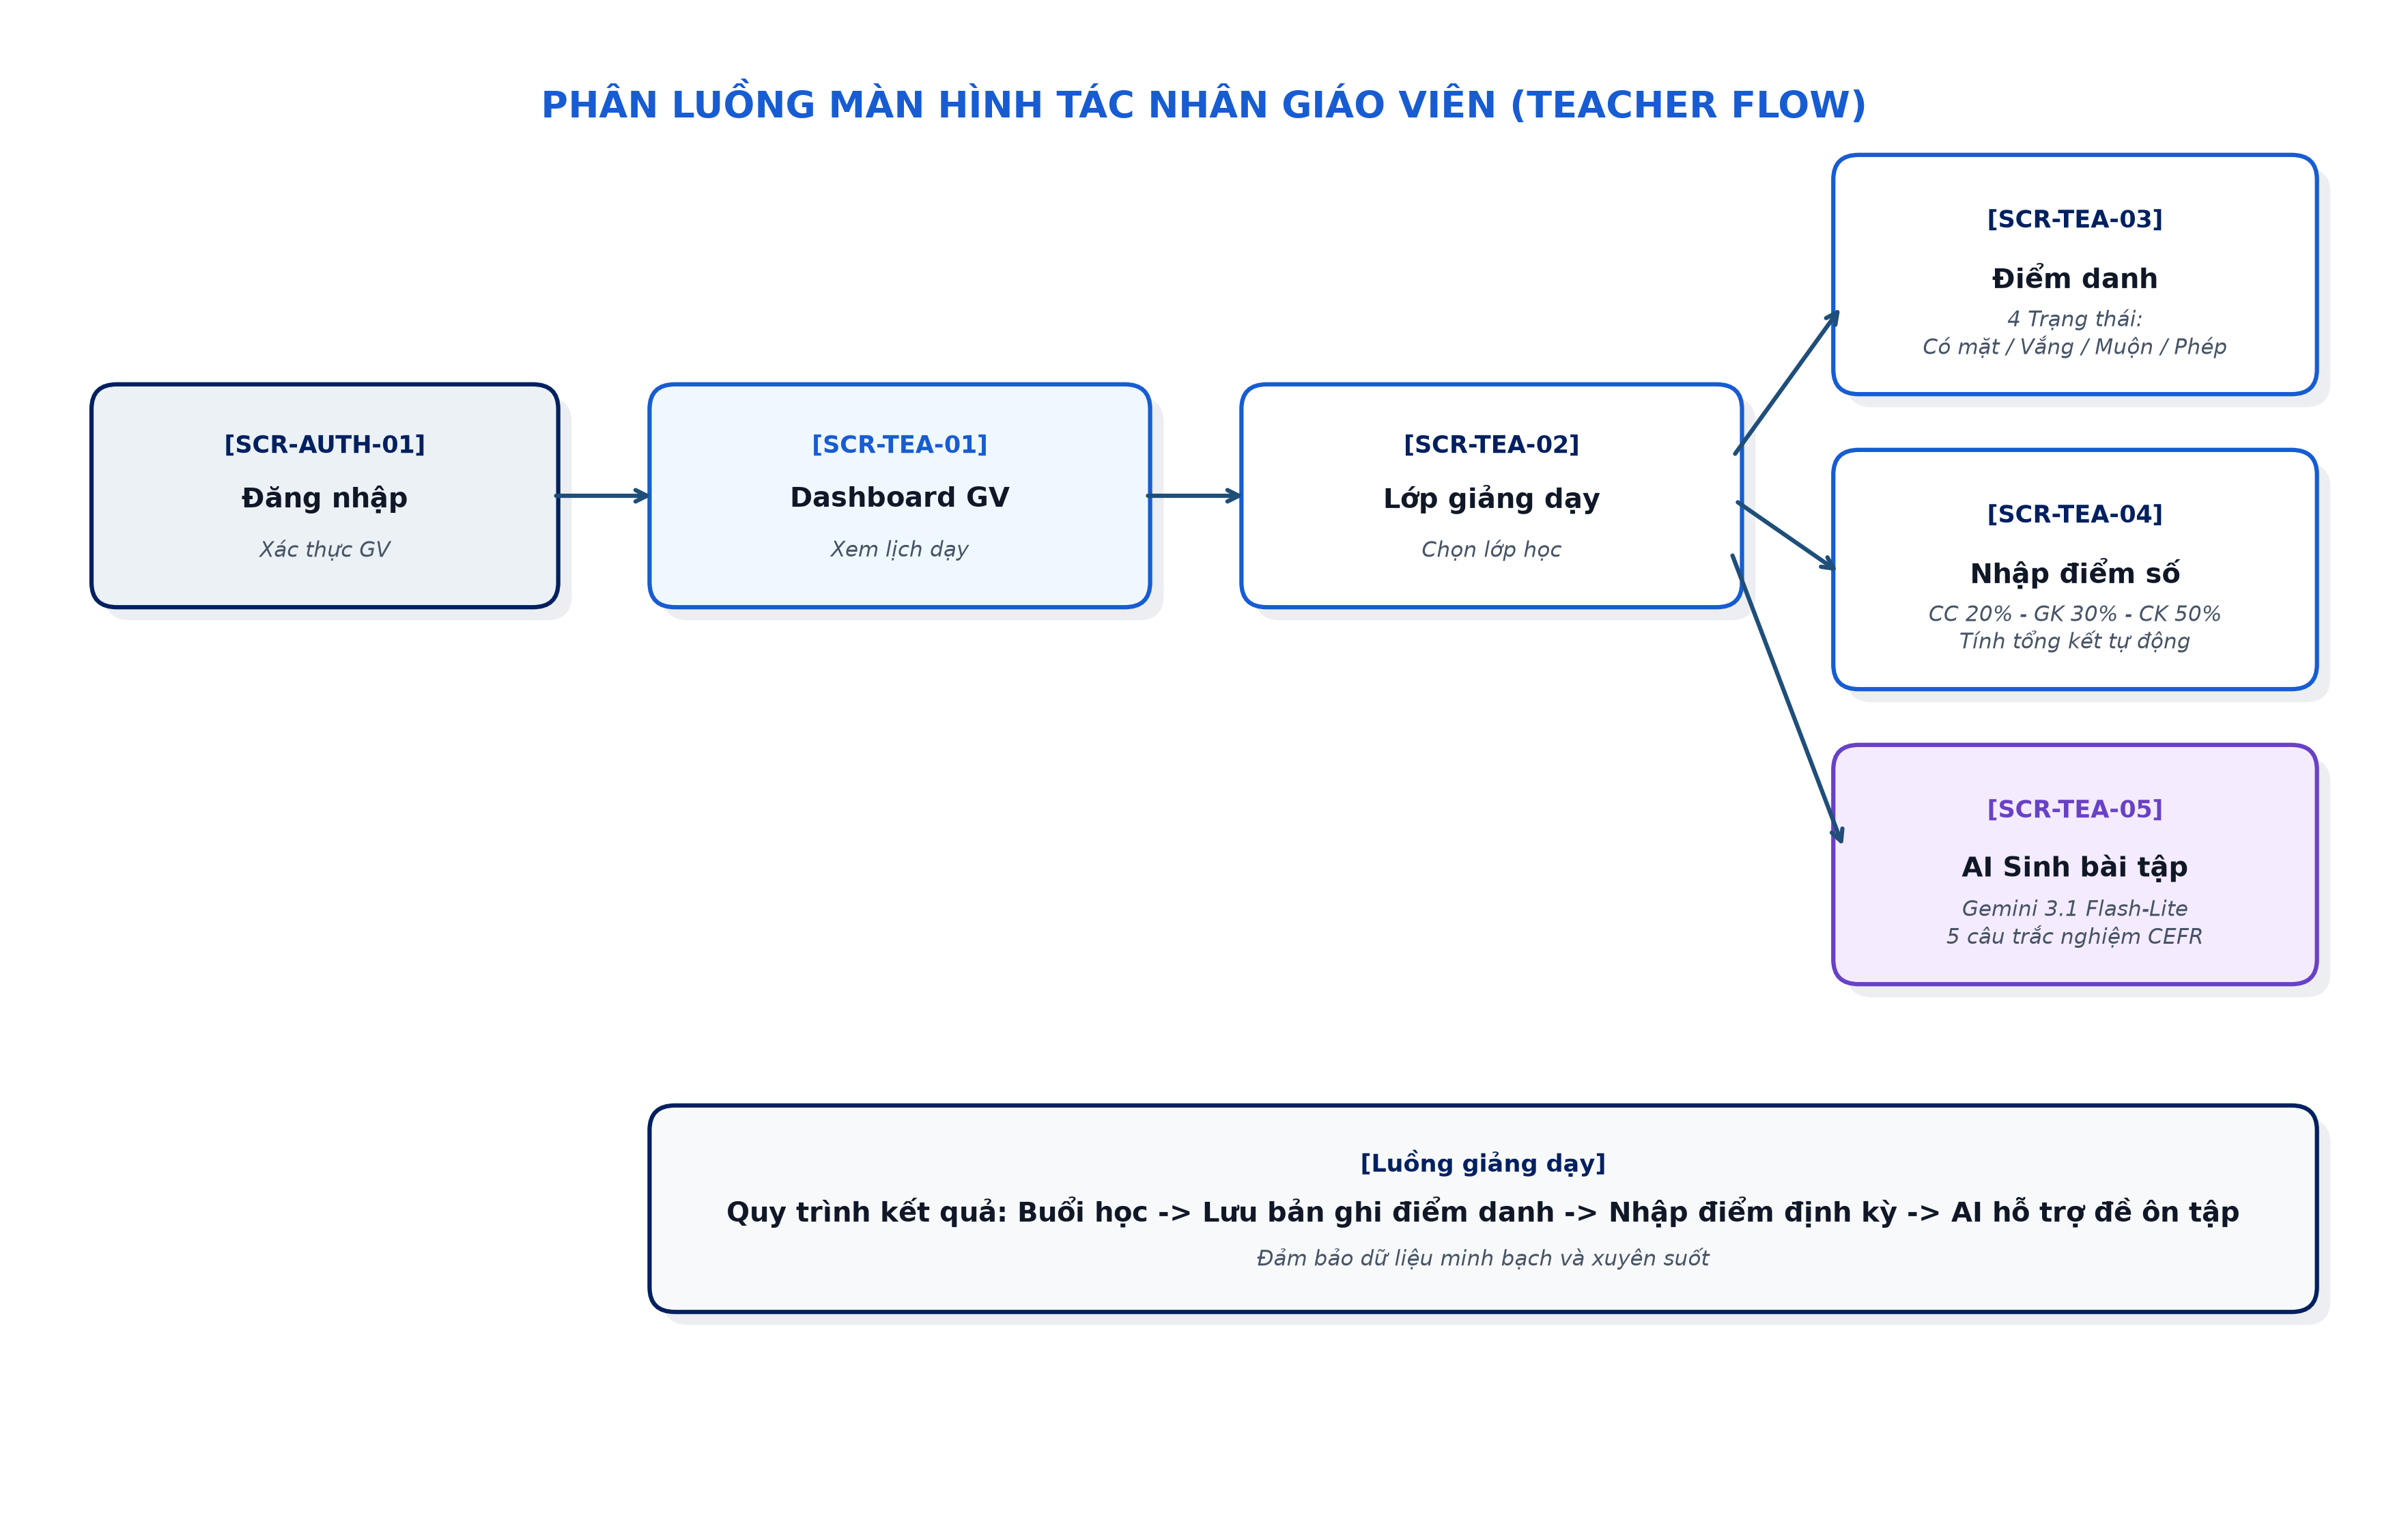 PHÂN LUỒNG MÀN HÌNH TÁC NHÂN GIÁO VIÊN (TEACHER FLOW)
[SCR-AUTH-01]
Đăng nhập
Xác thực GV
[SCR-TEA-01]
Dashboard GV
Xem lịch dạy
[SCR-TEA-02]
Lớp giảng dạy
Chọn lớp học
[SCR-TEA-03]
Điểm danh
4 Trạng thái:
Có mặt / Vắng / Muộn / Phép
[SCR-TEA-04]
Nhập điểm số
CC 20% - GK 30% - CK 50%
Tính tổng kết tự động
[SCR-TEA-05]
AI Sinh bài tập
Gemini 3.1 Flash-Lite
5 câu trắc nghiệm CEFR
[Luồng giảng dạy]
Quy trình kết quả: Buổi học -> Lưu bản ghi điểm danh -> Nhập điểm định kỳ -> AI hỗ trợ đề ôn tập
Đảm bảo dữ liệu minh bạch và xuyên suốt